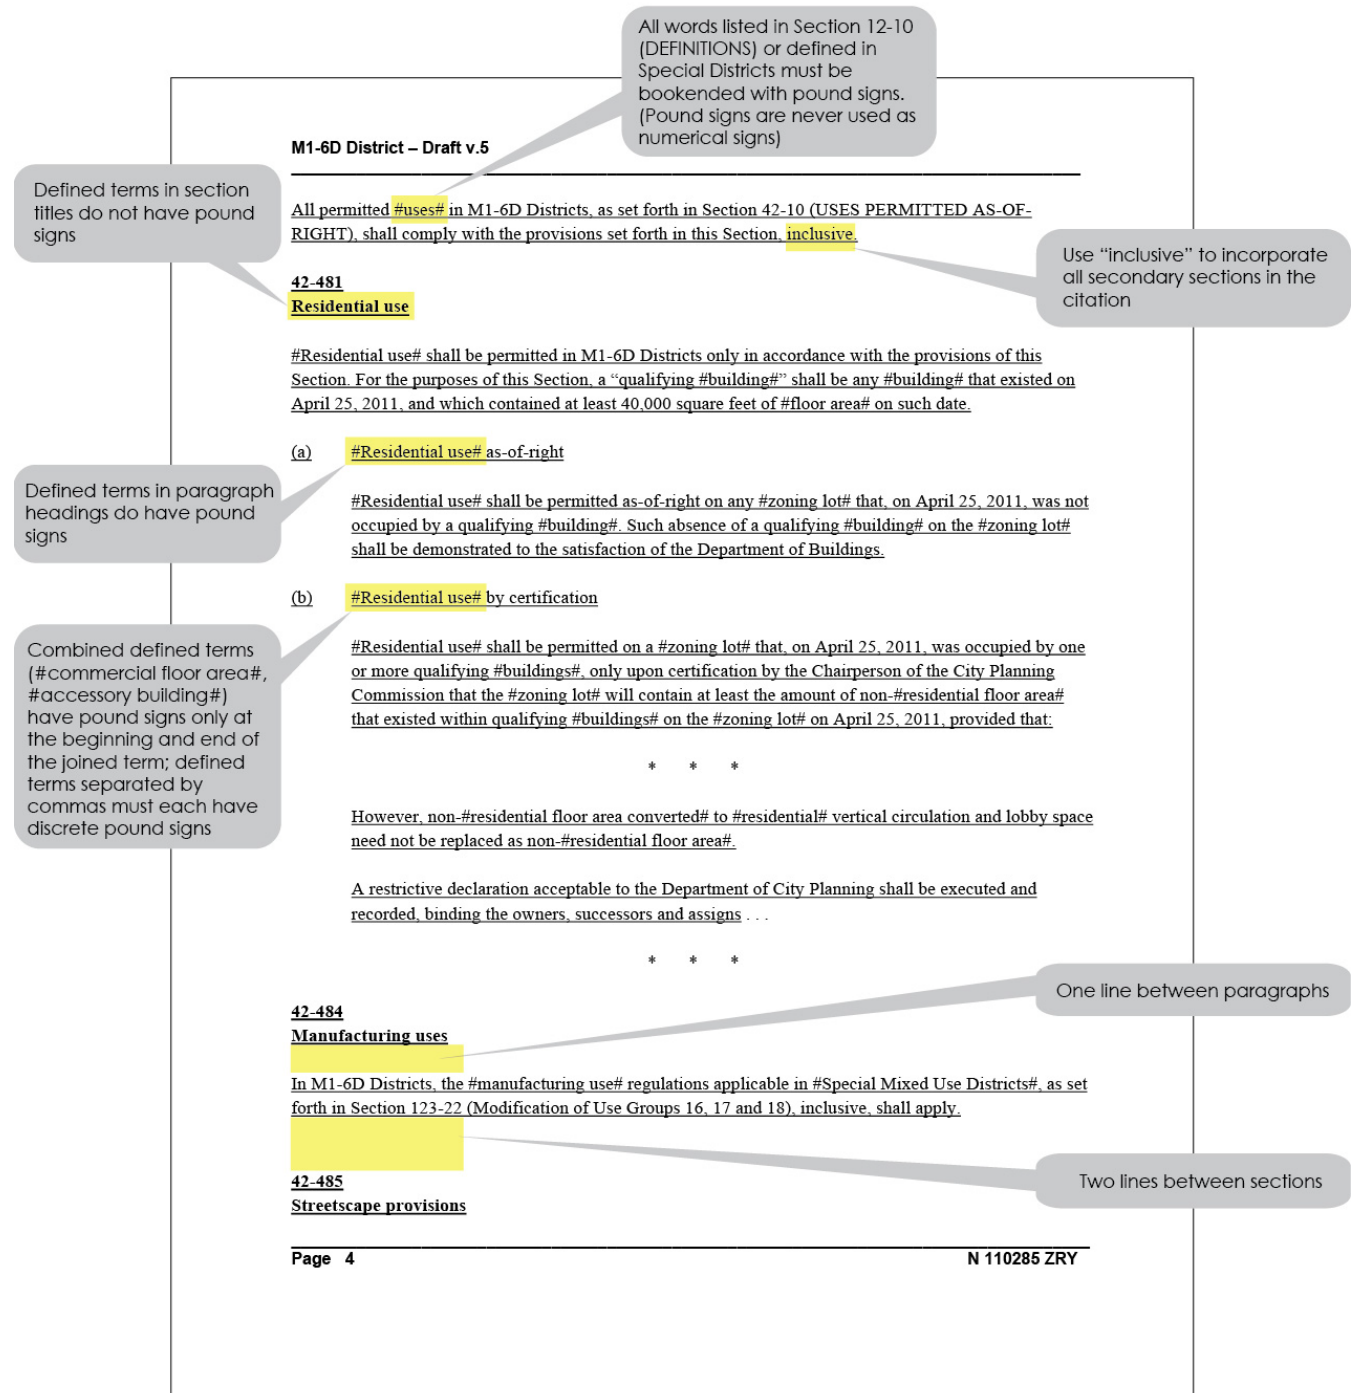 All words listed in Section 12-10
(DEFINITIONS) or defined in
Special Districts must be
bookended with pound signs.
(Pound signs are never used as
numerical signs)
M1-6D District – Draft v.5
Defined terms in section
titles do not have pound
signs
All permitted #uses# in M1-6D Districts, as set forth in Section 42-10 (USES PERMITTED AS-OF-
RIGHT), shall comply with the provisions set forth in this Section, inclusive.
Use “inclusive” to incorporate
all secondary sections in the
citation
42-481
Residential use
#Residential use# shall be permitted in M1-6D Districts only in accordance with the provisions of this
Section. For the purposes of this Section, a “qualifying #building#” shall be any #building# that existed on
April 25, 2011, and which contained at least 40,000 square feet of #floor area# on such date.
(a) #Residential use# as-of-right
Defined terms in paragraph
headings do have pound
signs
#Residential use# shall be permitted as-of-right on any #zoning lot# that, on April 25, 2011, was not
occupied by a qualifying #building#. Such absence of a qualifying #building# on the #zoning lot#
shall be demonstrated to the satisfaction of the Department of Buildings.
(b) #Residential use# by certification
Combined defined terms
(#commercial floor area#,
#accessory building#)
have pound signs only at
the beginning and end of
the joined term; defined
terms separated by
commas must each have
discrete pound signs
#Residential use# shall be permitted on a #zoning lot# that, on April 25, 2011, was occupied by one
or more qualifying #buildings#, only upon certification by the Chairperson of the City Planning
Commission that the #zoning lot# will contain at least the amount of non-#residential floor area#
that existed within qualifying #buildings# on the #zoning lot# on April 25, 2011, provided that:
* * *
However, non-#residential floor area converted# to #residential# vertical circulation and lobby space
need not be replaced as non-#residential floor area#.
A restrictive declaration acceptable to the Department of City Planning shall be executed and
recorded, binding the owners, successors and assigns . . .
* * *
One line between paragraphs
42-484
Manufacturing uses
In M1-6D Districts, the #manufacturing use# regulations applicable in #Special Mixed Use Districts#, as set
forth in Section 123-22 (Modification of Use Groups 16, 17 and 18), inclusive, shall apply.
Two lines between sections
42-485
Streetscape provisions
Page 4 N 110285 ZRY